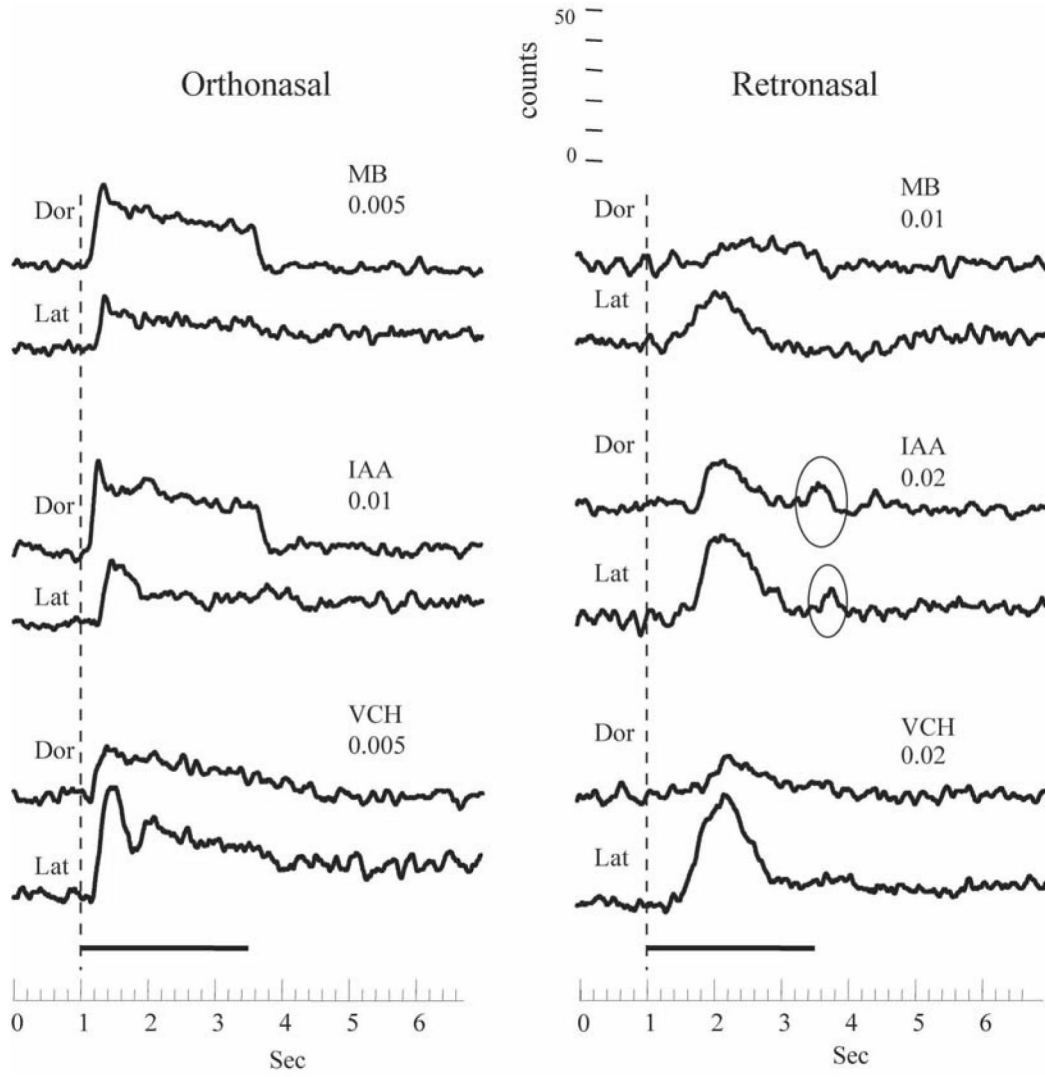 Orthonasal
MB
0.005
Dor
Lat
IAA
0.01
Dor
Lat
VCH
0.005
Dor
Lat
0 1 2 3 4 5 6
Sec
50
counts
0
Retronasal
MB
0.01
Dor
Lat
IAA
0.02
Dor
Lat
VCH
0.02
Dor
Lat
0 1 2 3 4 5 6
Sec